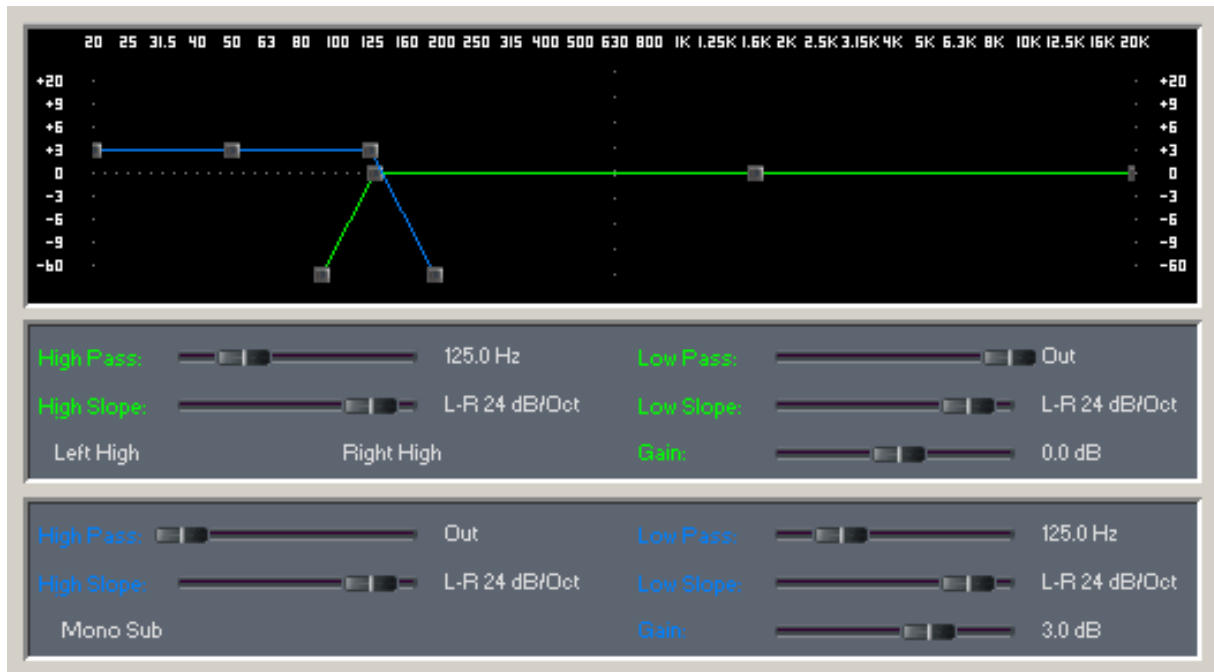 20 25 31.5 40 50 63 80 100 125 160 200 250 315 400 500 630 800 1K 1.25K 1.6K 2K 2.5K 3.15K 4K 5K 6.3K 8K 10K 12.5K 16K 20K
+20 +20
+9 +9
+6 +6
+3 +3
0 0
-3 -3
-6 -6
-9 -9
-60 -60
High Pass: 125.0 Hz Low Pass: Out
High Slope: L-R 24 dB/Oct Low Slope: L-R 24 dB/Oct
Left High Right High Gain: 0.0 dB
High Pass: Out Low Pass: 125.0 Hz
High Slope: L-R 24 dB/Oct Low Slope: L-R 24 dB/Oct
Mono Sub Gain: 3.0 dB